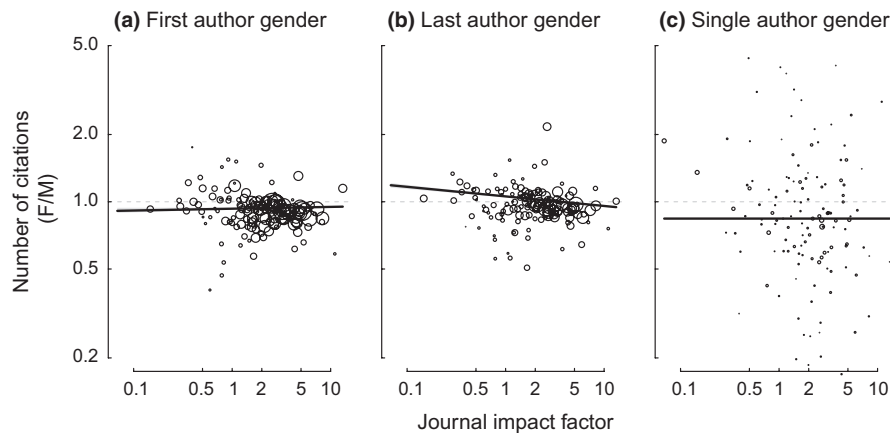 (a) First author gender
(b) Last author gender
(c) Single author gender
Number of citations
(F/M)
5.0
2.0
1.0
0.5
0.2
0.1 0.5 1 2 5 10
0.1 0.5 1 2 5 10
0.1 0.5 1 2 5 10
Journal impact factor